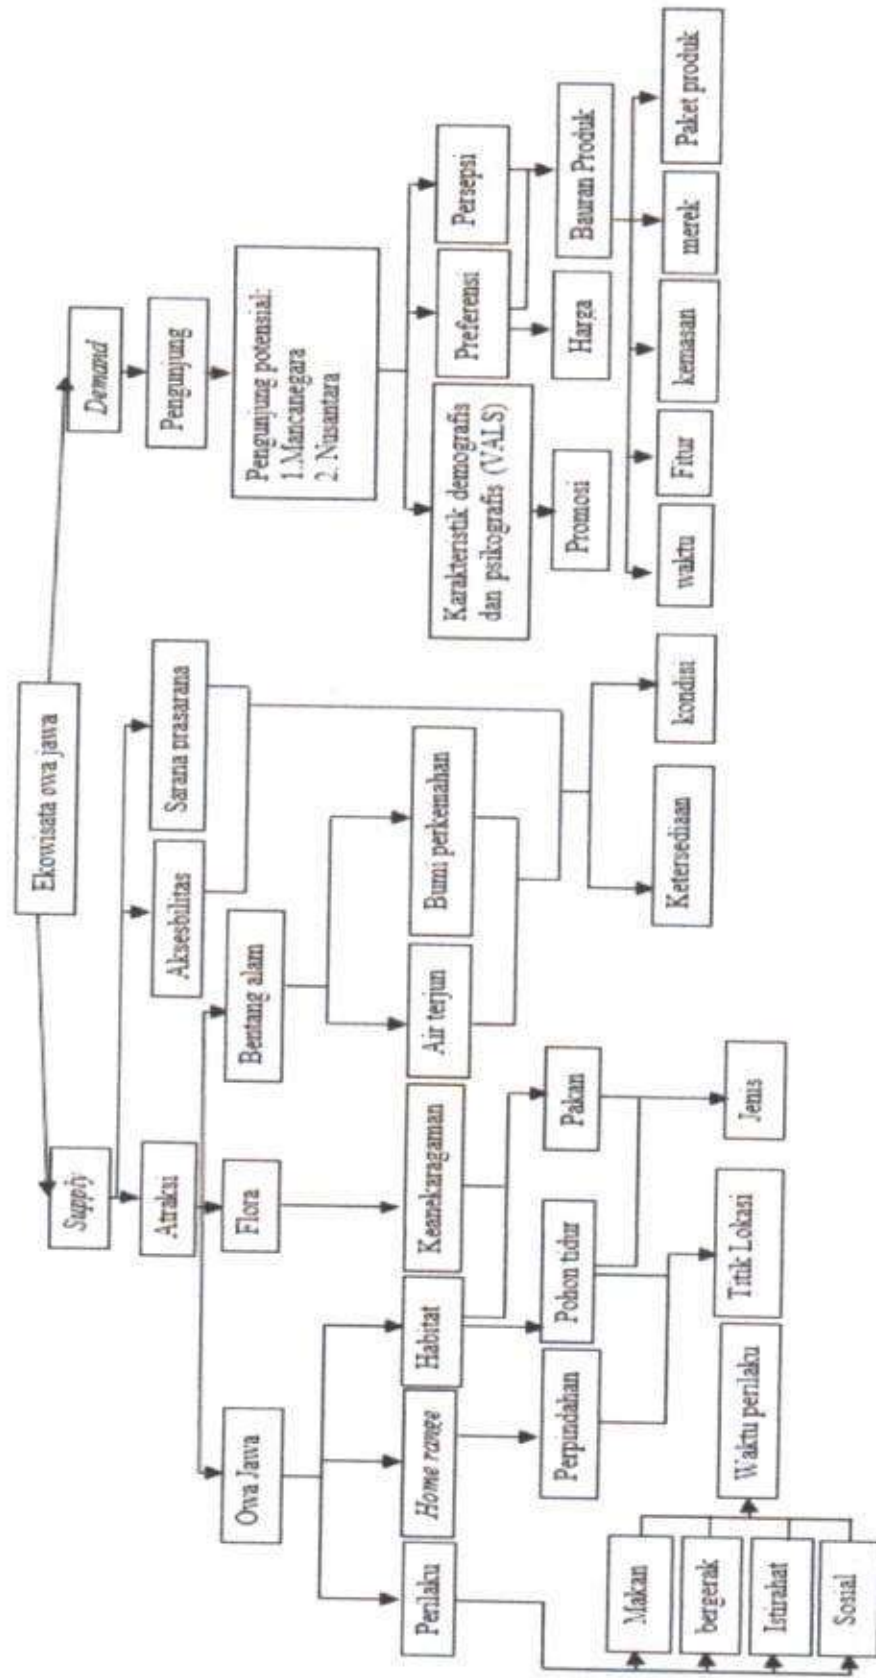 Ekowisata owa jawa
Supply
Demand
Atraksi
Aksesbilitas
Sarana prasarana
Pengunjung
Owa Jawa
Flora
Bentang alam
Pengunjung potensial:
1.Mancanegara
2. Nusantara
Perilaku
Home range
Habitat
Keanekaragaman
Air terjun
Bumi perkemahan
Karakteristik demografis
dan psikografis (VALS)
Preferensi
Persepsi
Perpindahan
Pohon tidur
Pakan
Promosi
Harga
Bauran Produk
Makan
bergerak
Istirahat
Sosial
Waktu perilaku
Titik Lokasi
Jenis
Ketersediaan
kondisi
waktu
Fitur
kemasan
merek
Paket produk